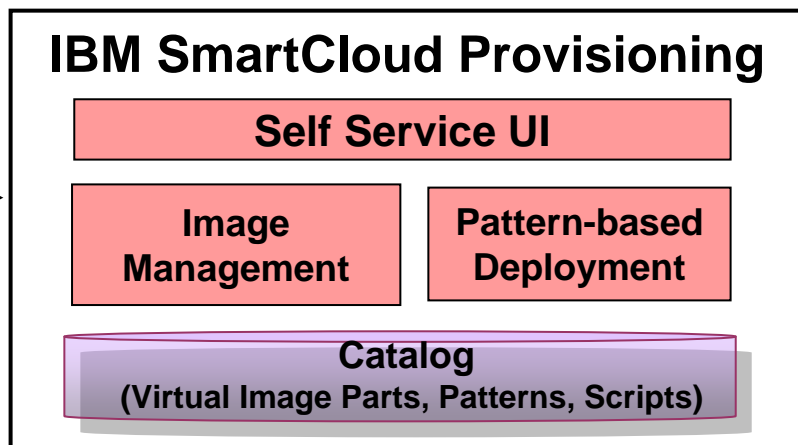 IBM SmartCloud Provisioning
Self Service UI
Image
Management
Pattern-based
Deployment
Catalog
(Virtual Image Parts, Patterns, Scripts)